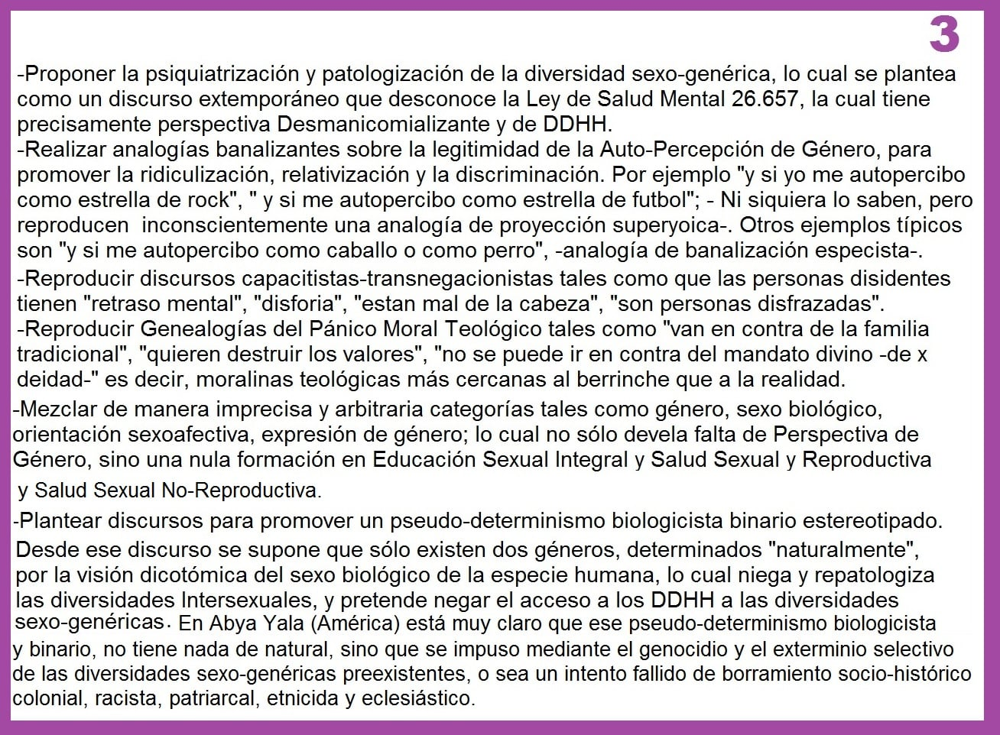 3
-Proponer la psiquiatrización y patologización de la diversidad sexo-genérica, lo cual se plantea
como un discurso extemporáneo que desconoce la Ley de Salud Mental 26.657, la cual tiene
precisamente perspectiva Desmanicomializante y de DDHH.
-Realizar analogías banalizantes sobre la legitimidad de la Auto-Percepción de Género, para
promover la ridiculización, relativización y la discriminación. Por ejemplo "y si yo me autopercibo
como estrella de rock", " y si me autopercibo como estrella de futbol"; - Ni siquiera lo saben, pero
reproducen  inconscientemente una analogía de proyección superyoica-. Otros ejemplos típicos
son "y si me autopercibo como caballo o como perro", -analogía de banalización especista-.
-Reproducir discursos capacitistas-transnegacionistas tales como que las personas disidentes
tienen "retraso mental", "disforia", "estan mal de la cabeza", "son personas disfrazadas".
-Reproducir Genealogías del Pánico Moral Teológico tales como "van en contra de la familia
tradicional", "quieren destruir los valores", "no se puede ir en contra del mandato divino -de x
deidad-" es decir, moralinas teológicas más cercanas al berrinche que a la realidad.
-Mezclar de manera imprecisa y arbitraria categorías tales como género, sexo biológico,
orientación sexoafectiva, expresión de género; lo cual no sólo devela falta de Perspectiva de
Género, sino una nula formación en Educación Sexual Integral y Salud Sexual y Reproductiva
y Salud Sexual No-Reproductiva.
-Plantear discursos para promover un pseudo-determinismo biologicista binario estereotipado.
Desde ese discurso se supone que sólo existen dos géneros, determinados "naturalmente",
por la visión dicotómica del sexo biológico de la especie humana, lo cual niega y repatologiza
las diversidades Intersexuales, y pretende negar el acceso a los DDHH a las diversidades
sexo-genéricas. En Abya Yala (América) está muy claro que ese pseudo-determinismo biologicista
y binario, no tiene nada de natural, sino que se impuso mediante el genocidio y el exterminio selectivo
de las diversidades sexo-genéricas preexistentes, o sea un intento fallido de borramiento socio-histórico
colonial, racista, patriarcal, etnicida y eclesiástico.